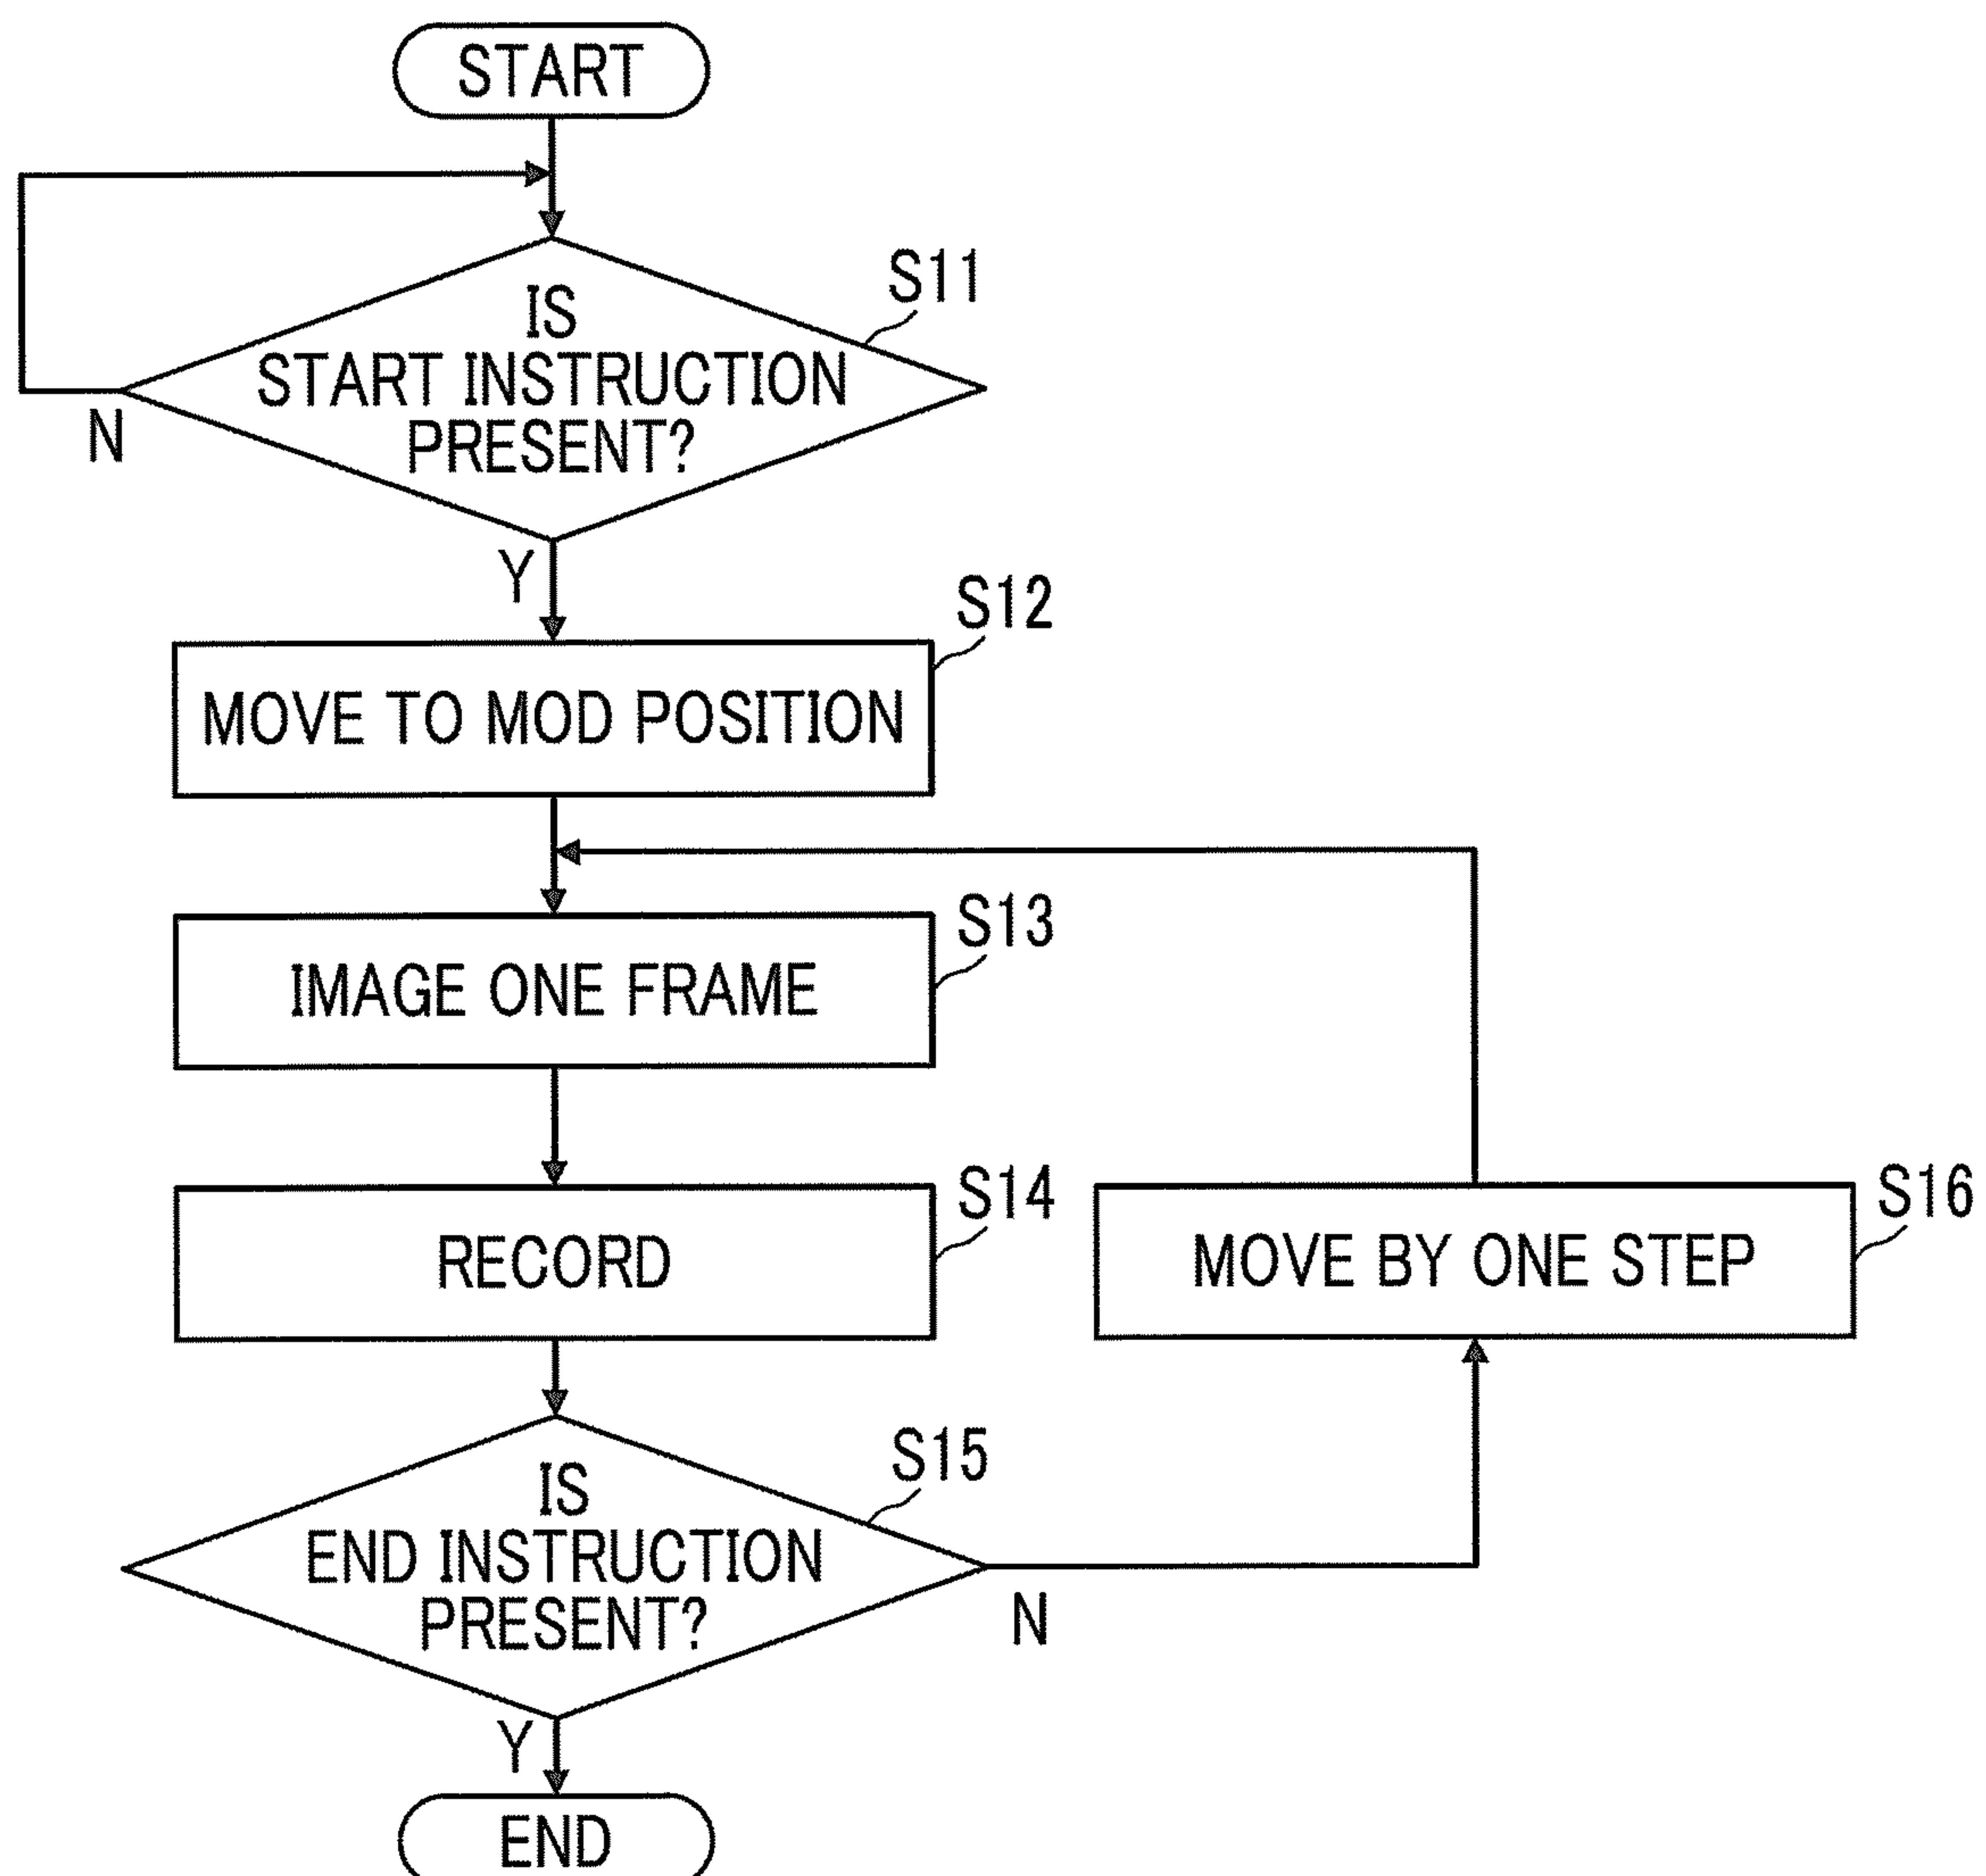 START
S11
IS
START INSTRUCTION
PRESENT?
N
Y
S12
MOVE TO MOD POSITION
S13
IMAGE ONE FRAME
S14
RECORD
S16
MOVE BY ONE STEP
S15
IS
END INSTRUCTION
PRESENT?
N
Y
END